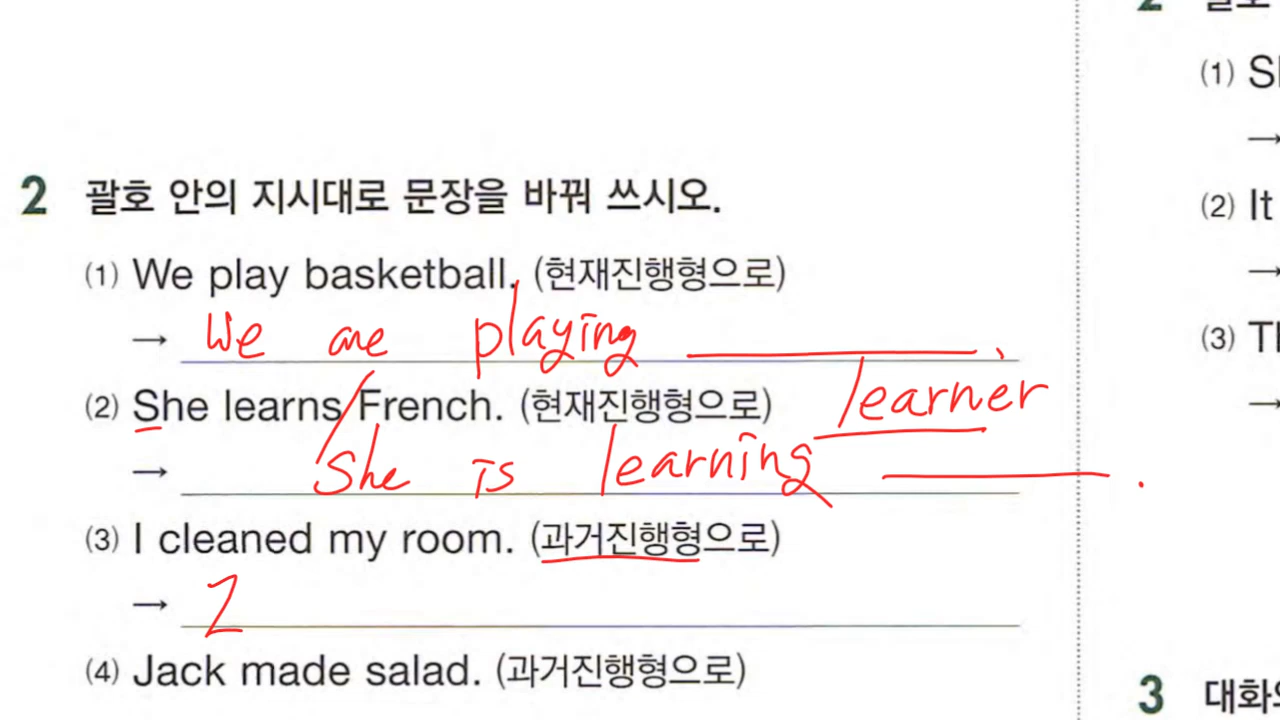 2 괄호 안의 지시대로 문장을 바꿔 쓰시오.
(1) We play basketball. (현재진행형으로)
→ We are playing
(2) She learns French. (현재진행형으로) learner
→ She is learning
(3) I cleaned my room. (과거진행형으로)
→ I
(4) Jack made salad. (과거진행형으로)
2
(1)
→
(2) It
→
(3)
→
3 대화